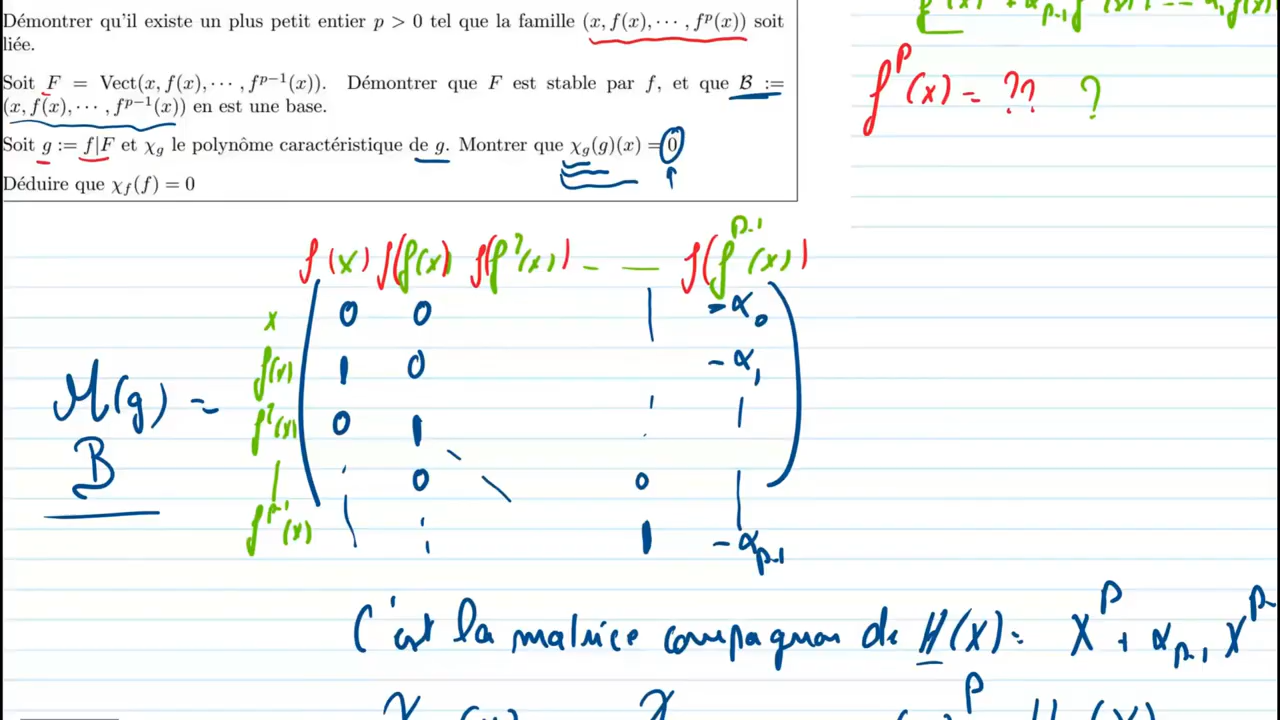 Démontrer qu'il existe un plus petit entier p > 0 tel que la famille (x, f(x), ⋯ , f^p(x)) soit
liée.
Soit F = Vect(x, f(x), ⋯ , f^{p−1}(x)). Démontrer que F est stable par f, et que B :=
(x, f(x), ⋯ , f^{p−1}(x)) en est une base.
Soit g := f|F et χ_g le polynôme caractéristique de g. Montrer que χ_g(g)(x) = 0
Déduire que χ_f(f) = 0
f^p(x) = ?? ?
f(x) f(f(x)) f(f²(x)) - — f(f^{p-1}(x))
x 0 0 | -α₀
f(x) 1 0 -α₁
M(g) =
B
f²(x) 0 1
0 0
f^{p-1}(x) 1 -α_{p-1}
C'est la matrice compagnon de H(X) = X^p + α_{p-1} X^{p-